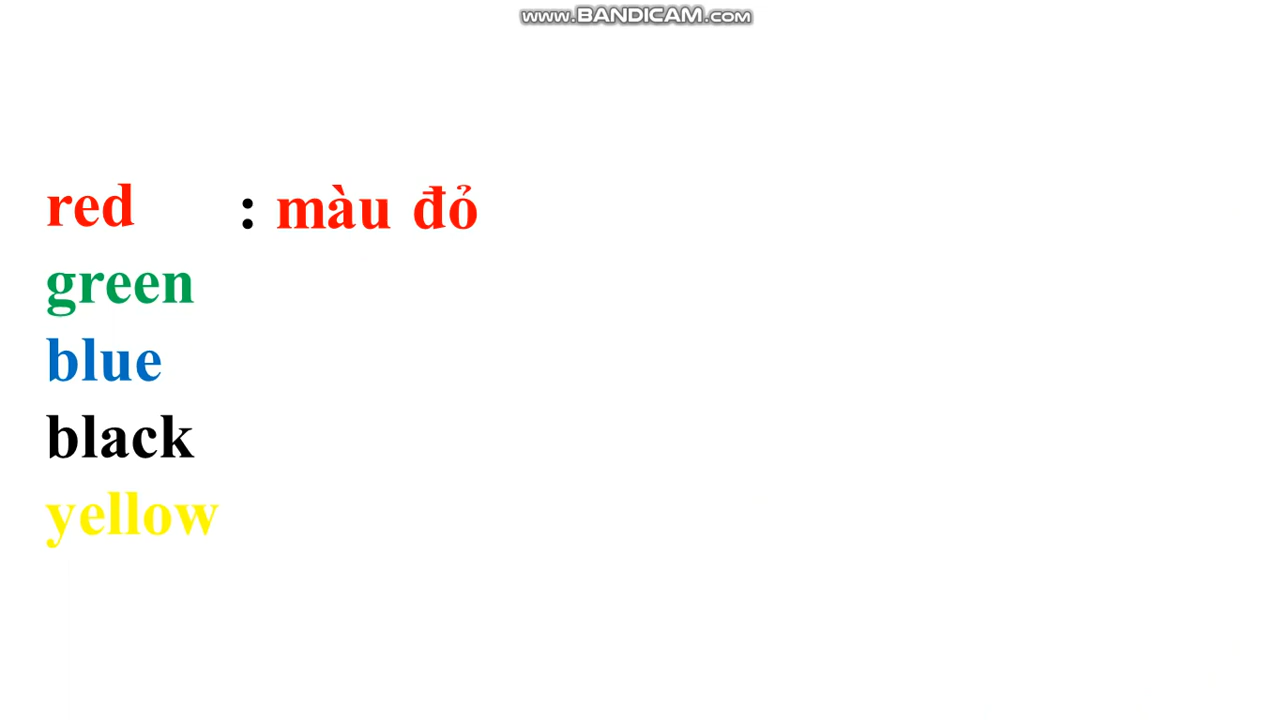 www.BANDICAM.com
red : màu đỏ
green
blue
black
yellow